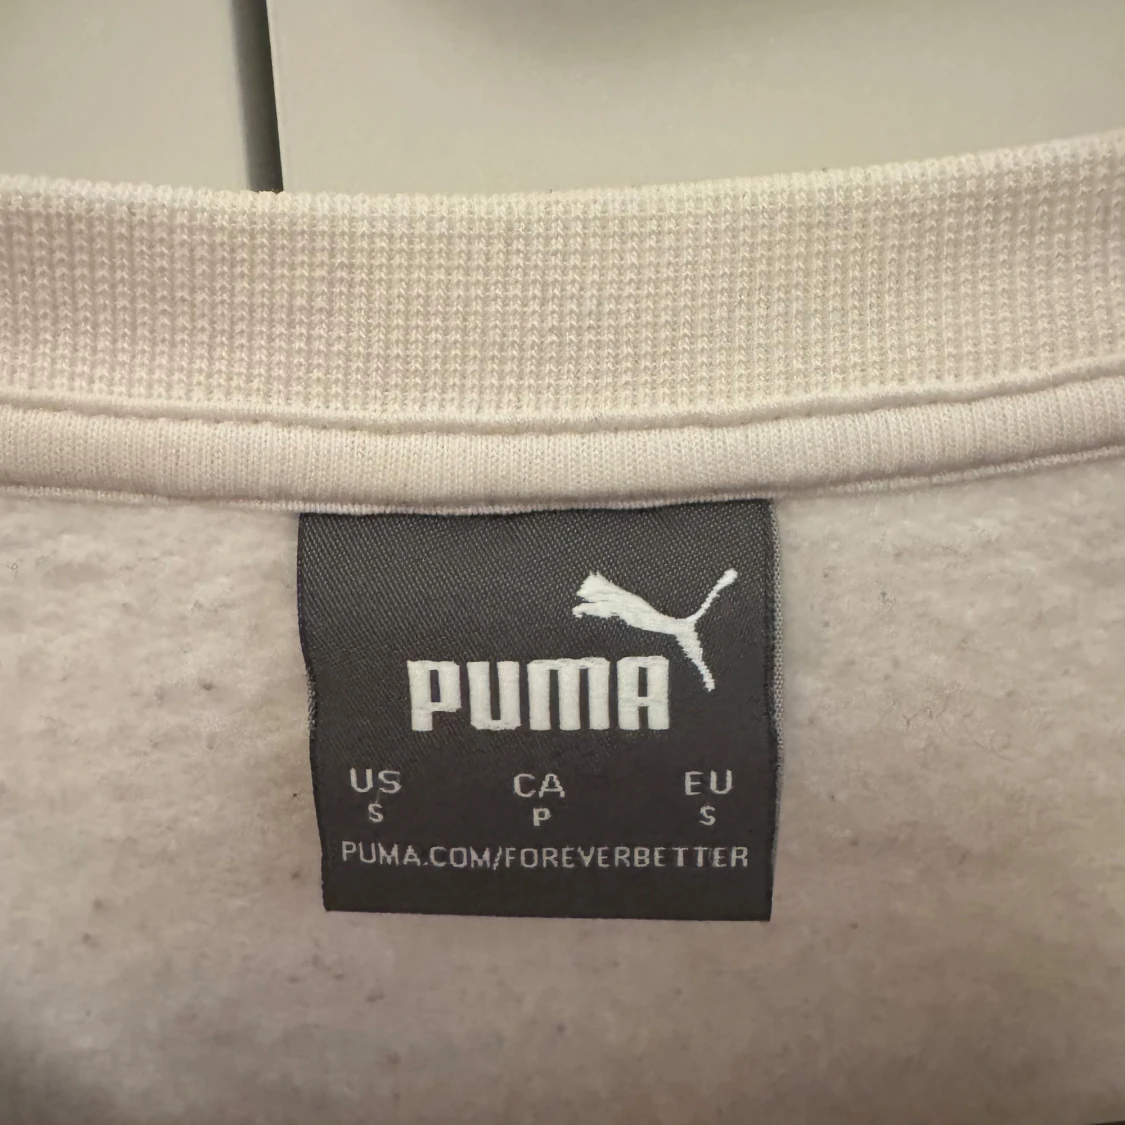 PUMA
US CA EU
S P S
PUMA.COM/FOREVERBETTER